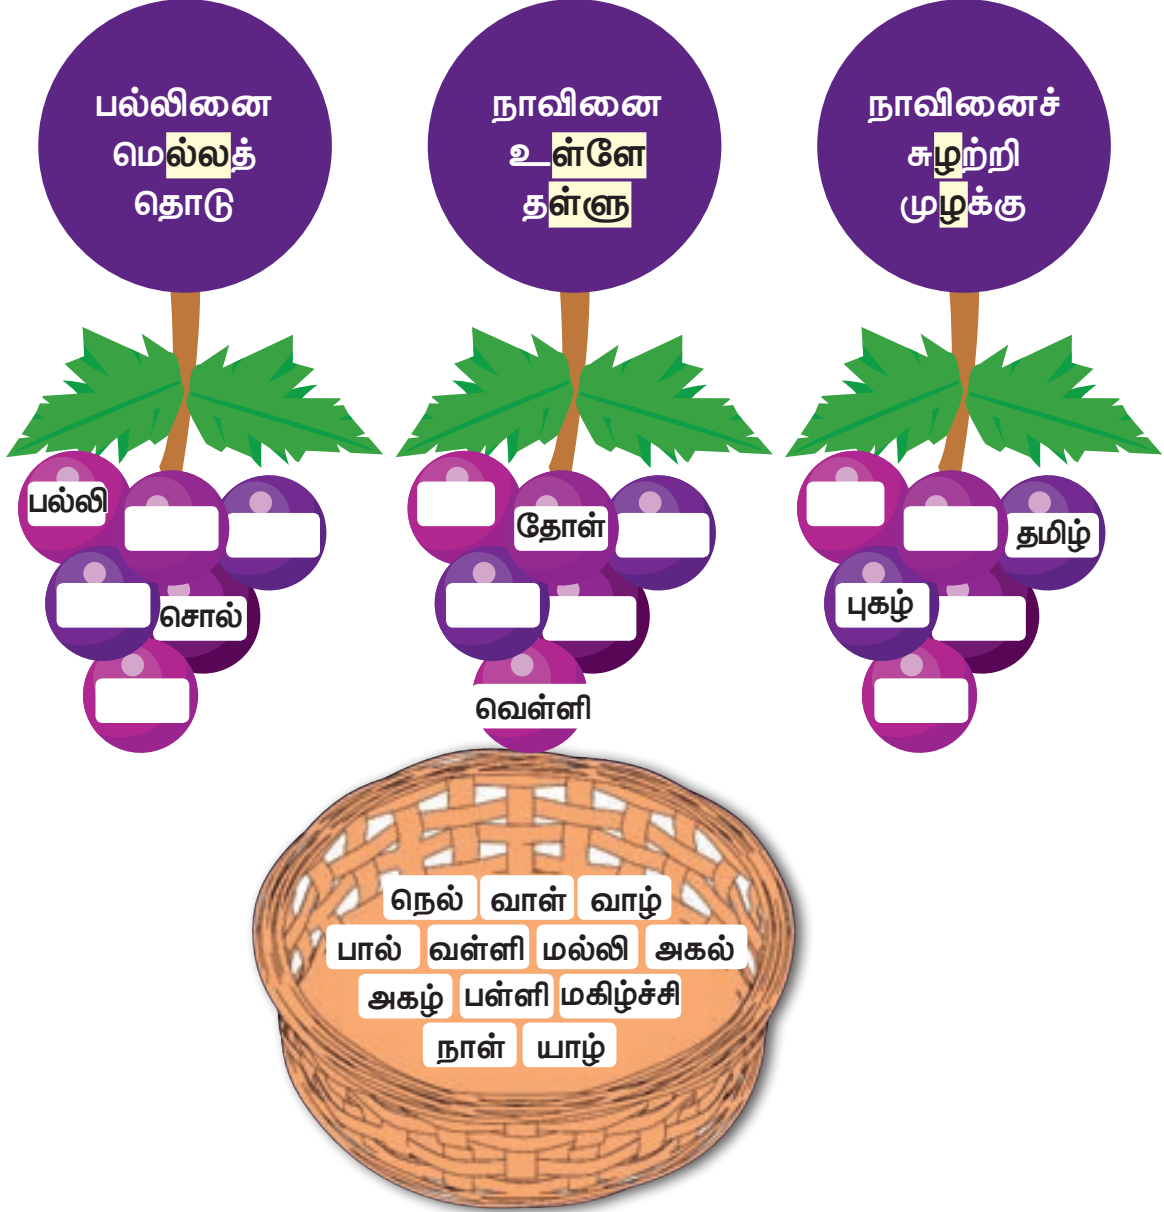 பல்லினை
மெல்லத்
தொடு
நாவினை
உள்ளே
தள்ளு
நாவினைச்
சுழற்றி
முழக்கு
பல்லி
சொல்
தோள்
வெள்ளி
தமிழ்
புகழ்
நெல் வாள் வாழ்
பால் வள்ளி மல்லி அகல்
அகழ் பள்ளி மகிழ்ச்சி
நாள் யாழ்